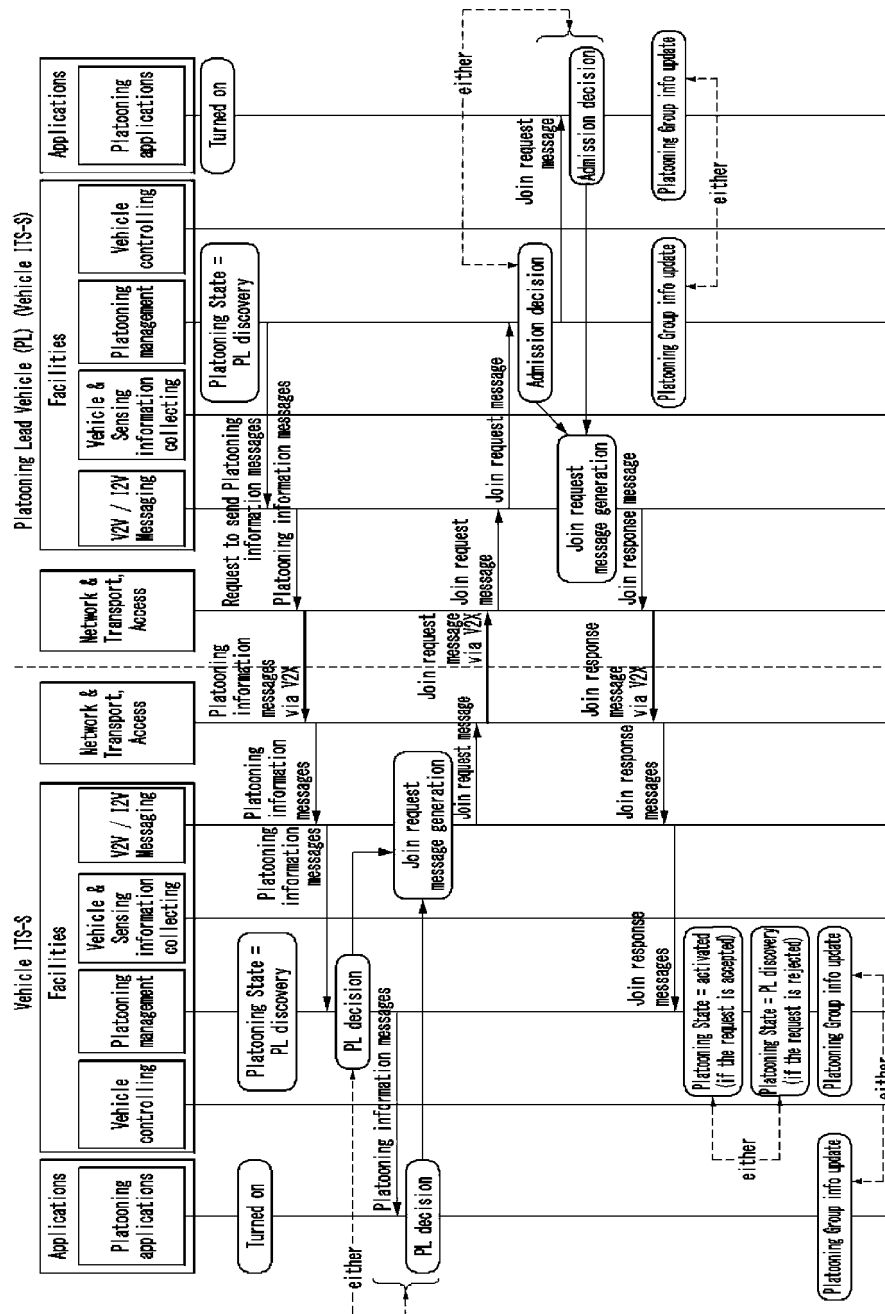 Vehicle ITS-S
Platooning Lead Vehicle (PL) (Vehicle ITS-S)
Applications
Platooning
applications
Facilities
Vehicle
controlling
Platooning
management
Vehicle &
Sensing
information
collecting
V2V / I2V
Messaging
Network &
Transport,
Access
Network &
Transport,
Access
Facilities
V2V / I2V
Messaging
Vehicle &
Sensing
information
collecting
Platooning
management
Vehicle
controlling
Applications
Platooning
applications
Turned on
Turned on
Platooning State =
PL discovery
Platooning State =
PL discovery
Request to send Platooning
information messages
Platooning information messages
Platooning
information
messages
via V2X
Platooning
information
messages
Platooning
information
messages
PL decision
either
Platooning information messages
PL decision
Join request
message generation
Join request message
Join request
message
via V2X
Join request
message
Join request message
Join request
message
either
Admission decision
Admission decision
Join request
message generation
Join response message
Join response
message
via V2X
Join response
messages
Join response
messages
Platooning State = activated
(if the request is accepted)
either
Platooning State = PL discovery
(if the request is rejected)
Platooning Group info update
Platooning Group info update
either
Platooning Group info update
Platooning Group info update
either